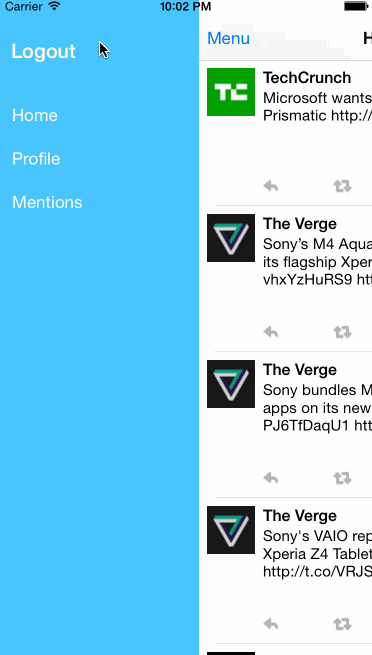 Carrier 10:02 PM
Logout
Home
Profile
Mentions
Menu H
TC
TechCrunch
Microsoft wants
Prismatic http://
The Verge
Sony's M4 Aqua
its flagship Xper
vhxYzHuRS9 htt
The Verge
Sony bundles M
apps on its new
PJ6TfDaqU1 htt
The Verge
Sony's VAIO rep
Xperia Z4 Tablet
http://t.co/VRJS